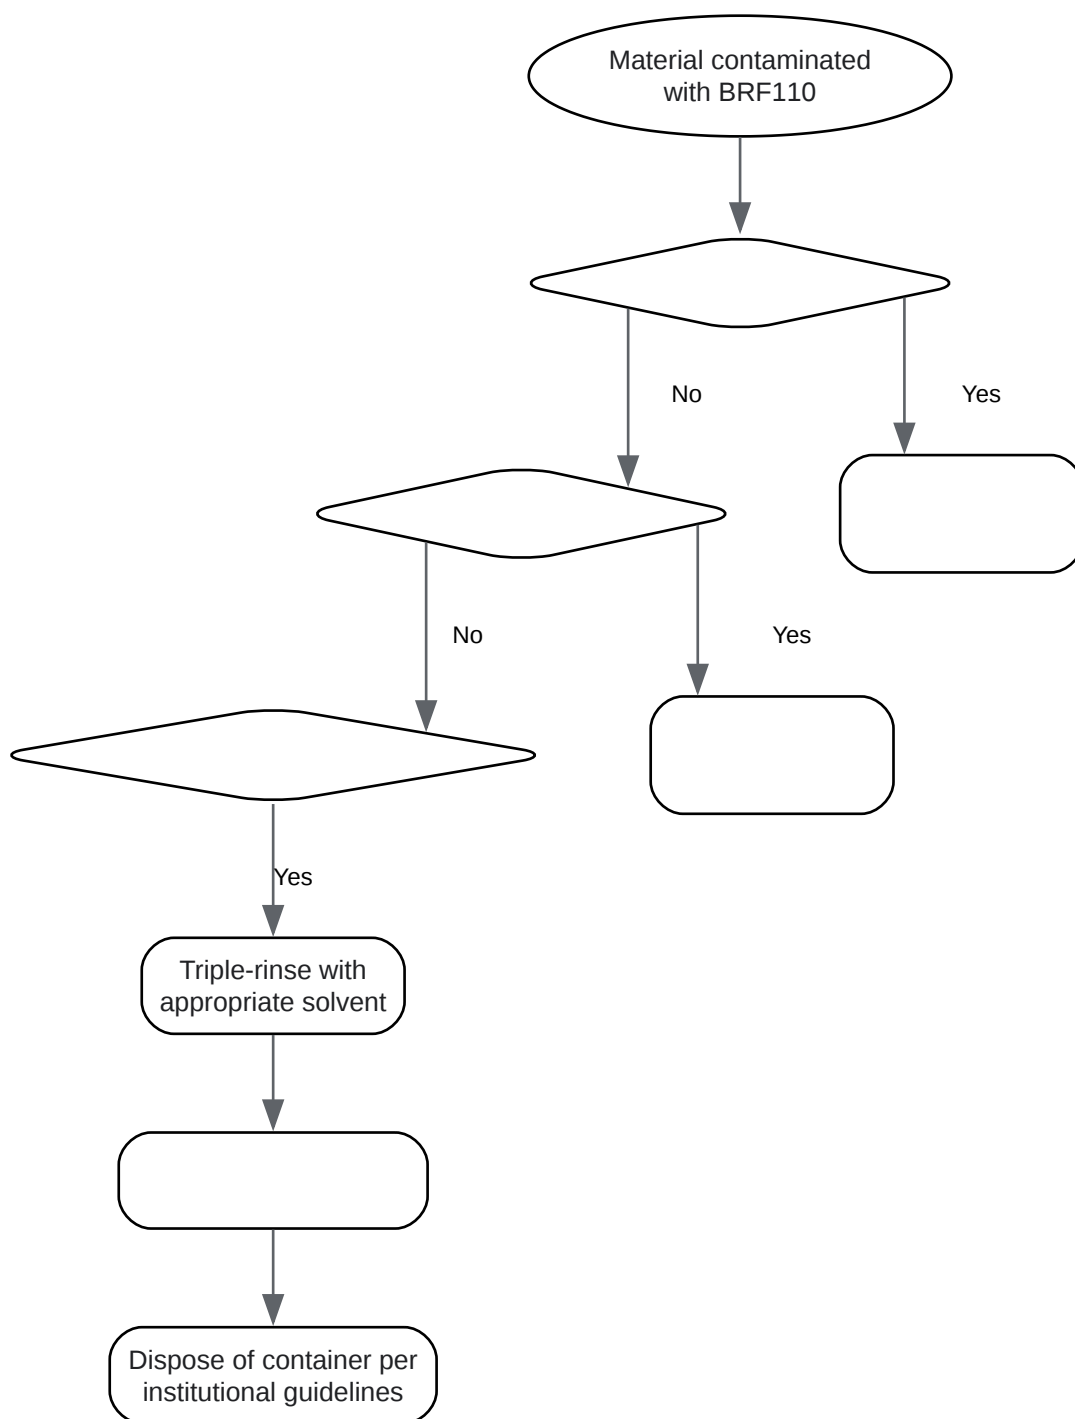 Material contaminated
with BRF110
No
Yes
No
Yes
Yes
Triple-rinse with
appropriate solvent
Dispose of container per
institutional guidelines